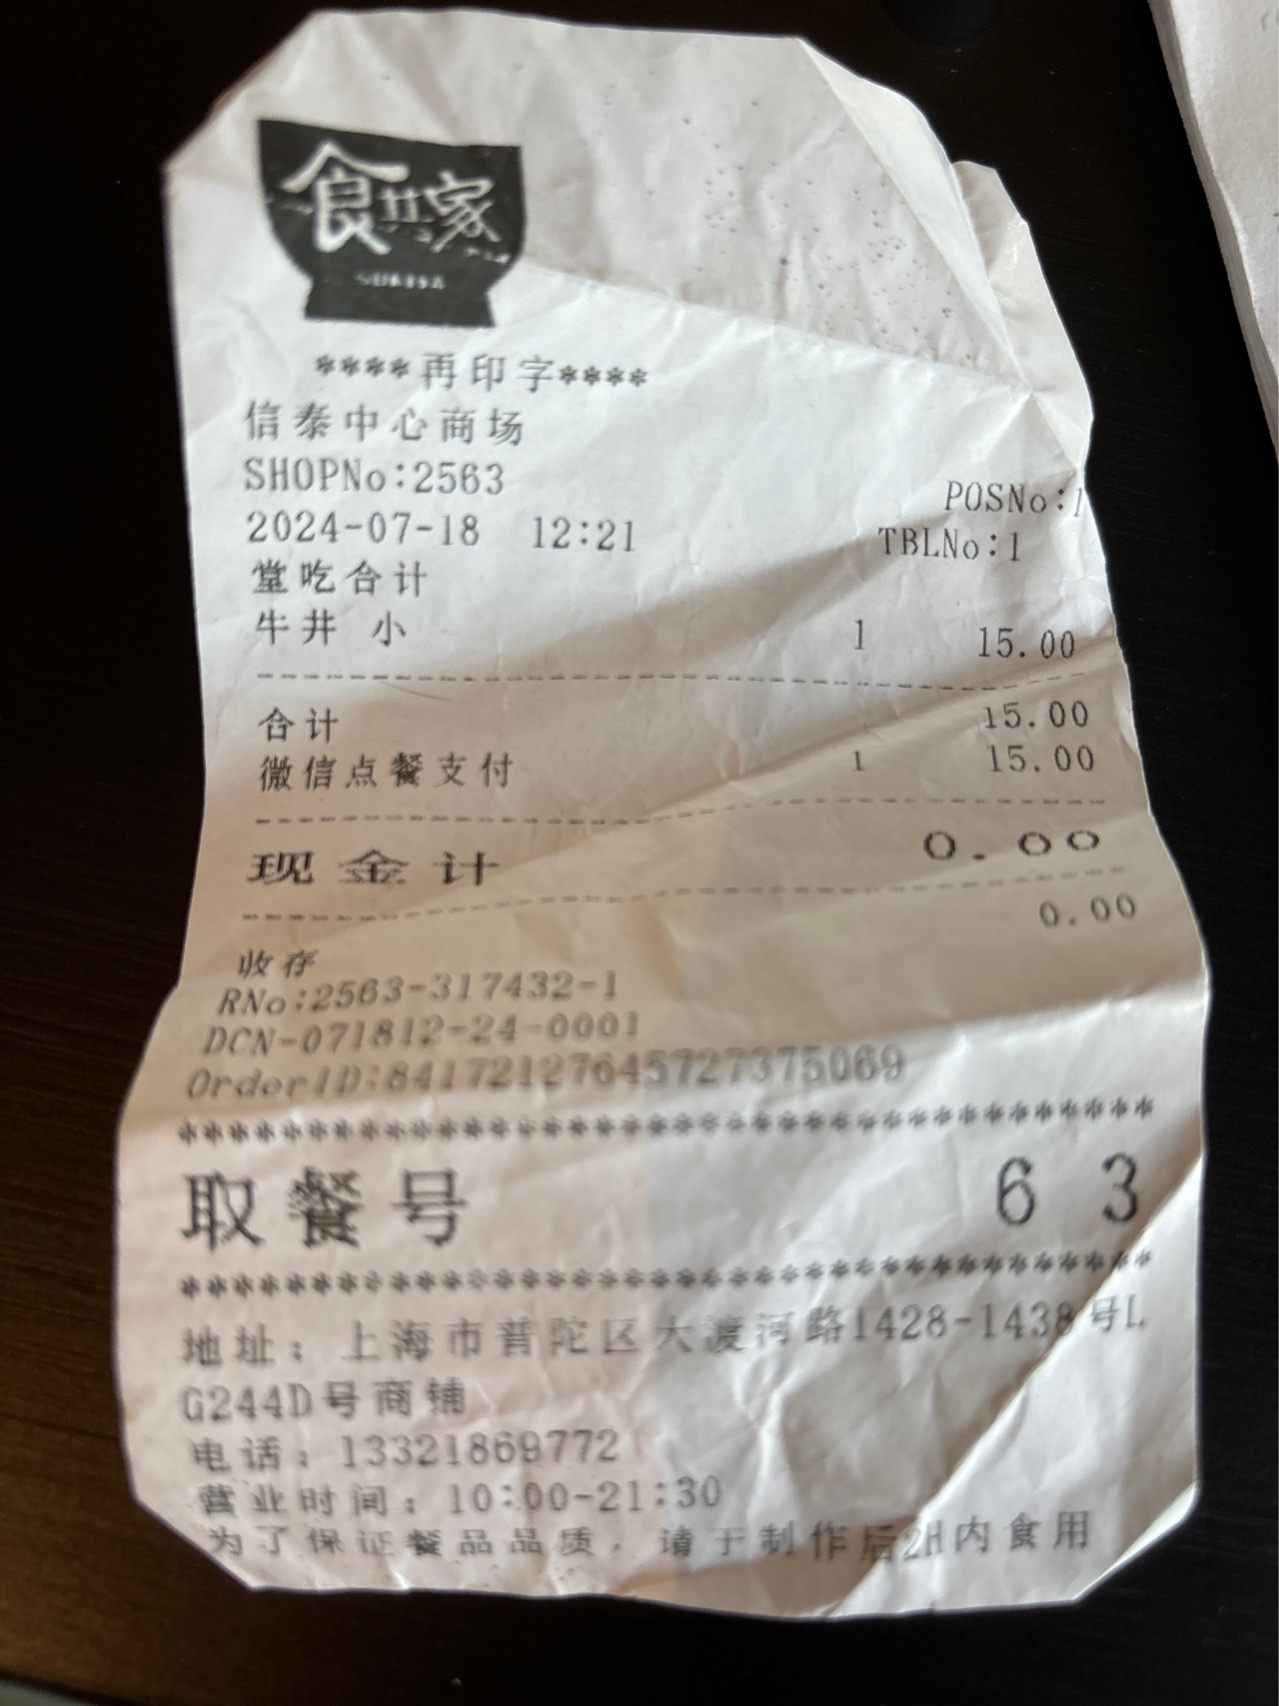 食其家
SUKIYA
****再印字****
信泰中心商场
SHOPNo:2563 POSNo:1
2024-07-18 12:21 TBLNo:1
堂吃合计
牛井 小 1 15.00
合计 15.00
微信点餐支付 1 15.00
现金计 0.00
收存 0.00
RNo:2563-317432-1
DCN-071812-24-0001
OrderID:841721276457273​75069
************************************
取餐号 63
************************************
地址：上海市普陀区大渡河路1428-1438号L
G244D号商铺
电话：13321869772
营业时间：10:00-21:30
为了保证餐品品质，请于制作后2H内食用